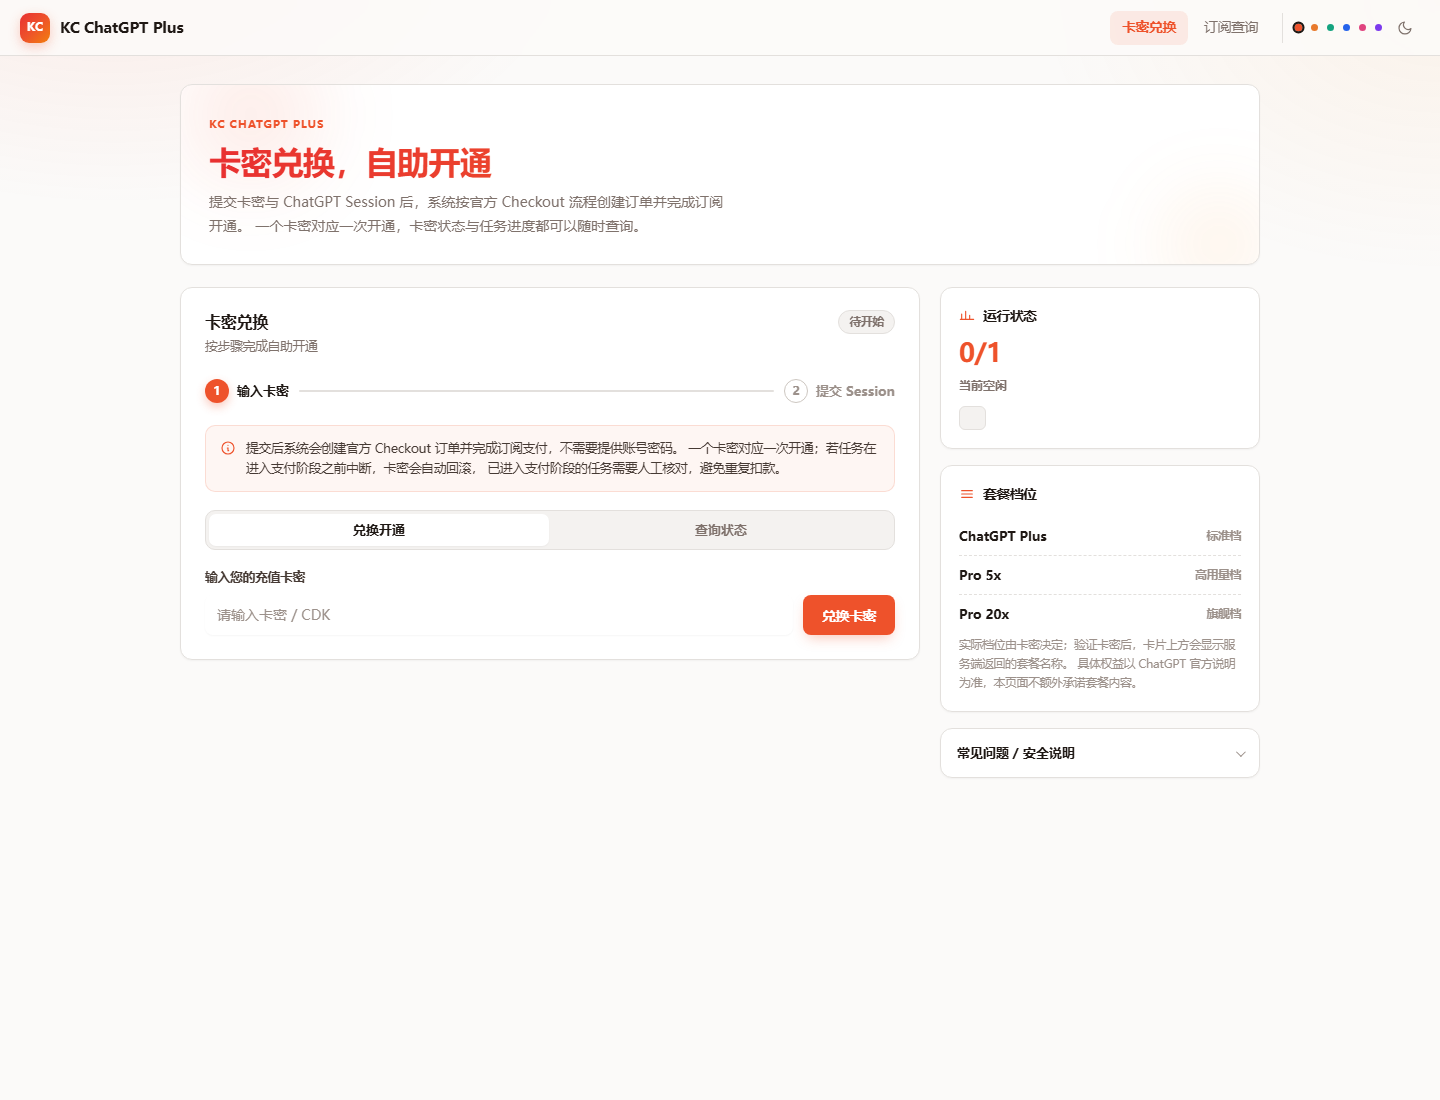 KC KC ChatGPT Plus
卡密兑换 订阅查询
KC CHATGPT PLUS
卡密兑换，自助开通
提交卡密与 ChatGPT Session 后，系统按官方 Checkout 流程创建订单并完成订阅
开通。 一个卡密对应一次开通，卡密状态与任务进度都可以随时查询。
卡密兑换
待开始
按步骤完成自助开通
1 输入卡密
2 提交 Session
提交后系统会创建官方 Checkout 订单并完成订阅支付，不需要提供账号密码。 一个卡密对应一次开通；若任务在
进入支付阶段之前中断，卡密会自动回滚， 已进入支付阶段的任务需要人工核对，避免重复扣款。
兑换开通
查询状态
输入您的充值卡密
请输入卡密 / CDK
兑换卡密
运行状态
0/1
当前空闲
套餐档位
ChatGPT Plus 标准档
Pro 5x 高用量档
Pro 20x 旗舰档
实际档位由卡密决定；验证卡密后，卡片上方会显示服
务端返回的套餐名称。 具体权益以 ChatGPT 官方说明
为准，本页面不额外承诺套餐内容。
常见问题 / 安全说明